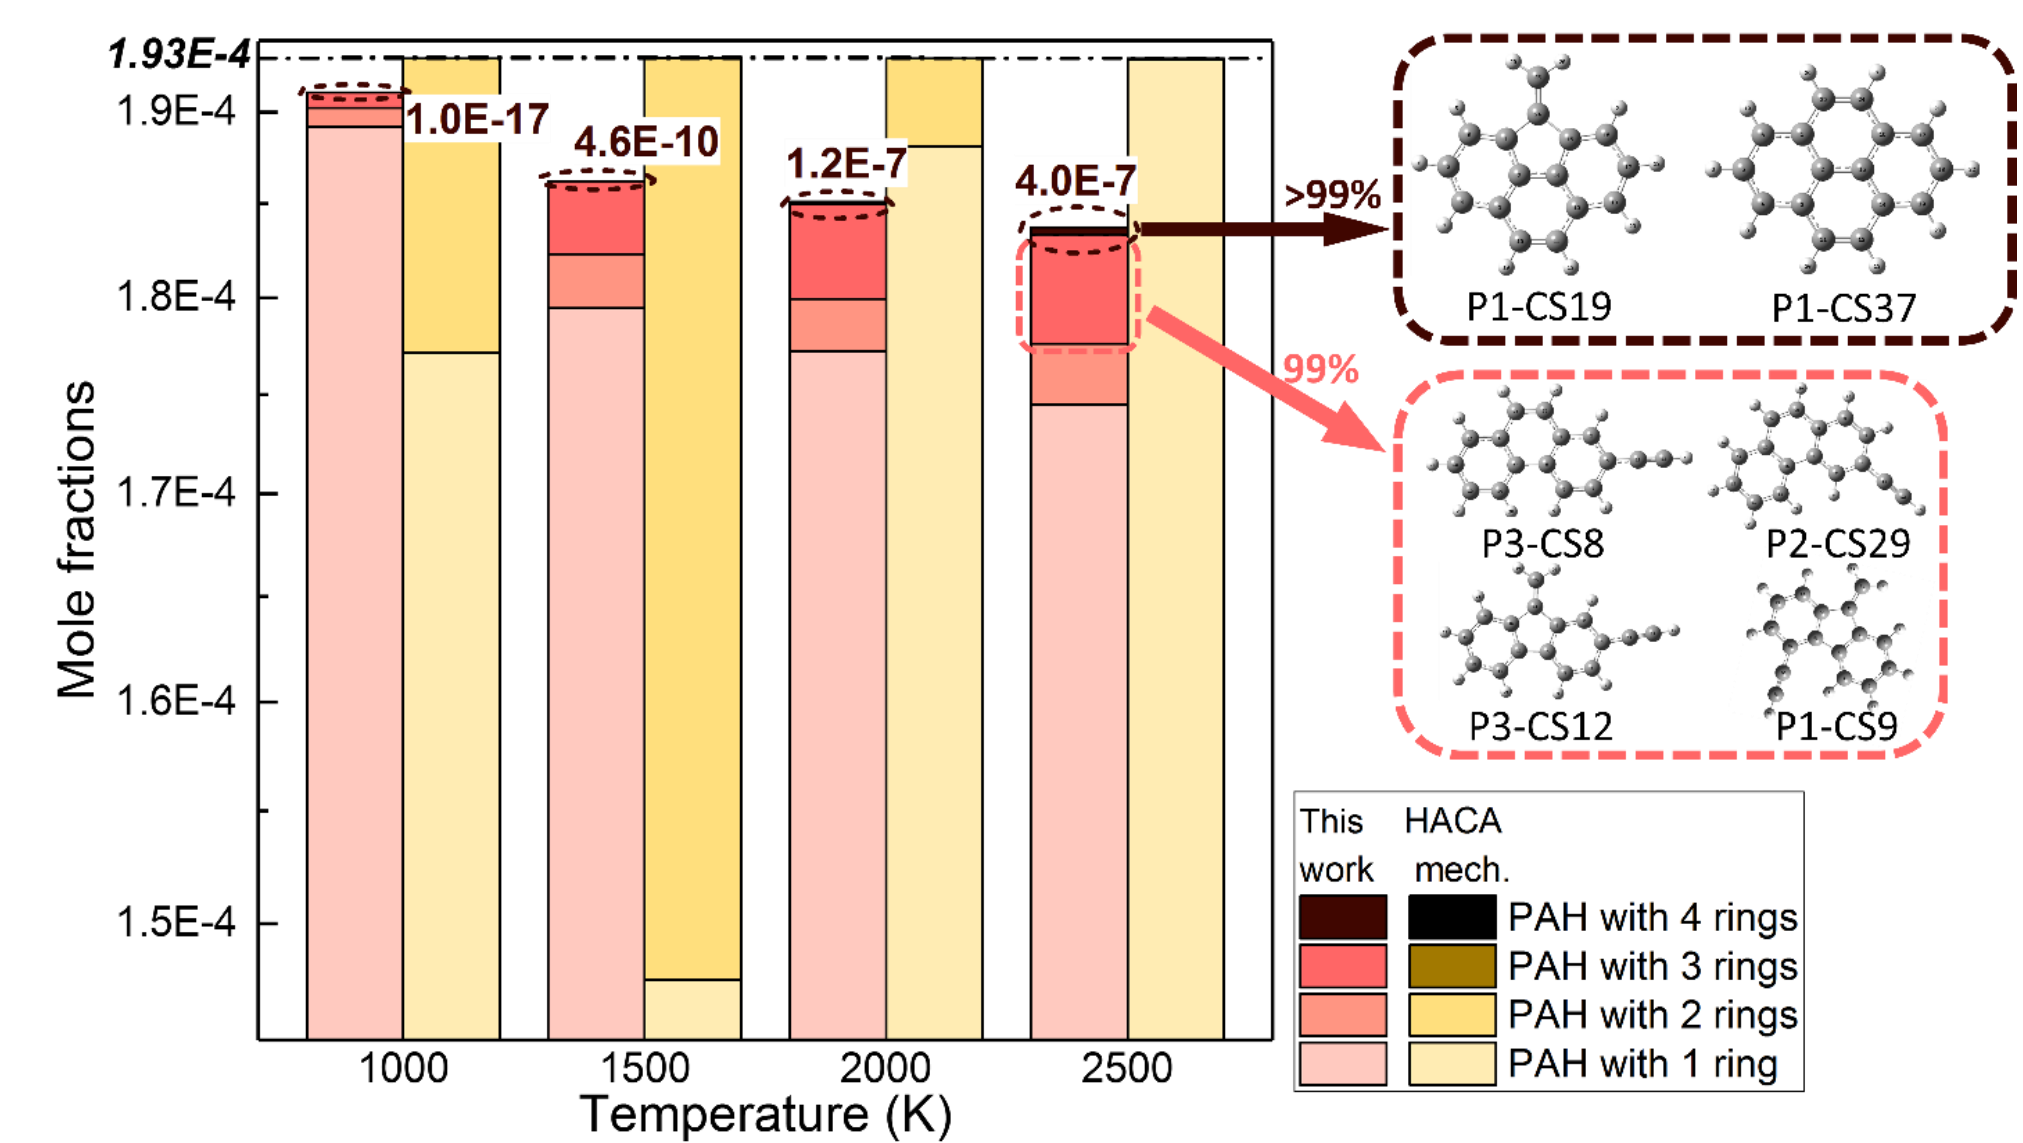 1.93E-4
1.9E-4
1.8E-4
1.7E-4
1.6E-4
1.5E-4
Mole fractions
1.0E-17
4.6E-10
1.2E-7
4.0E-7
1000
1500
2000
2500
Temperature (K)
>99%
99%
P1-CS19
P1-CS37
P3-CS8
P2-CS29
P3-CS12
P1-CS9
This HACA
work mech.
PAH with 4 rings
PAH with 3 rings
PAH with 2 rings
PAH with 1 ring